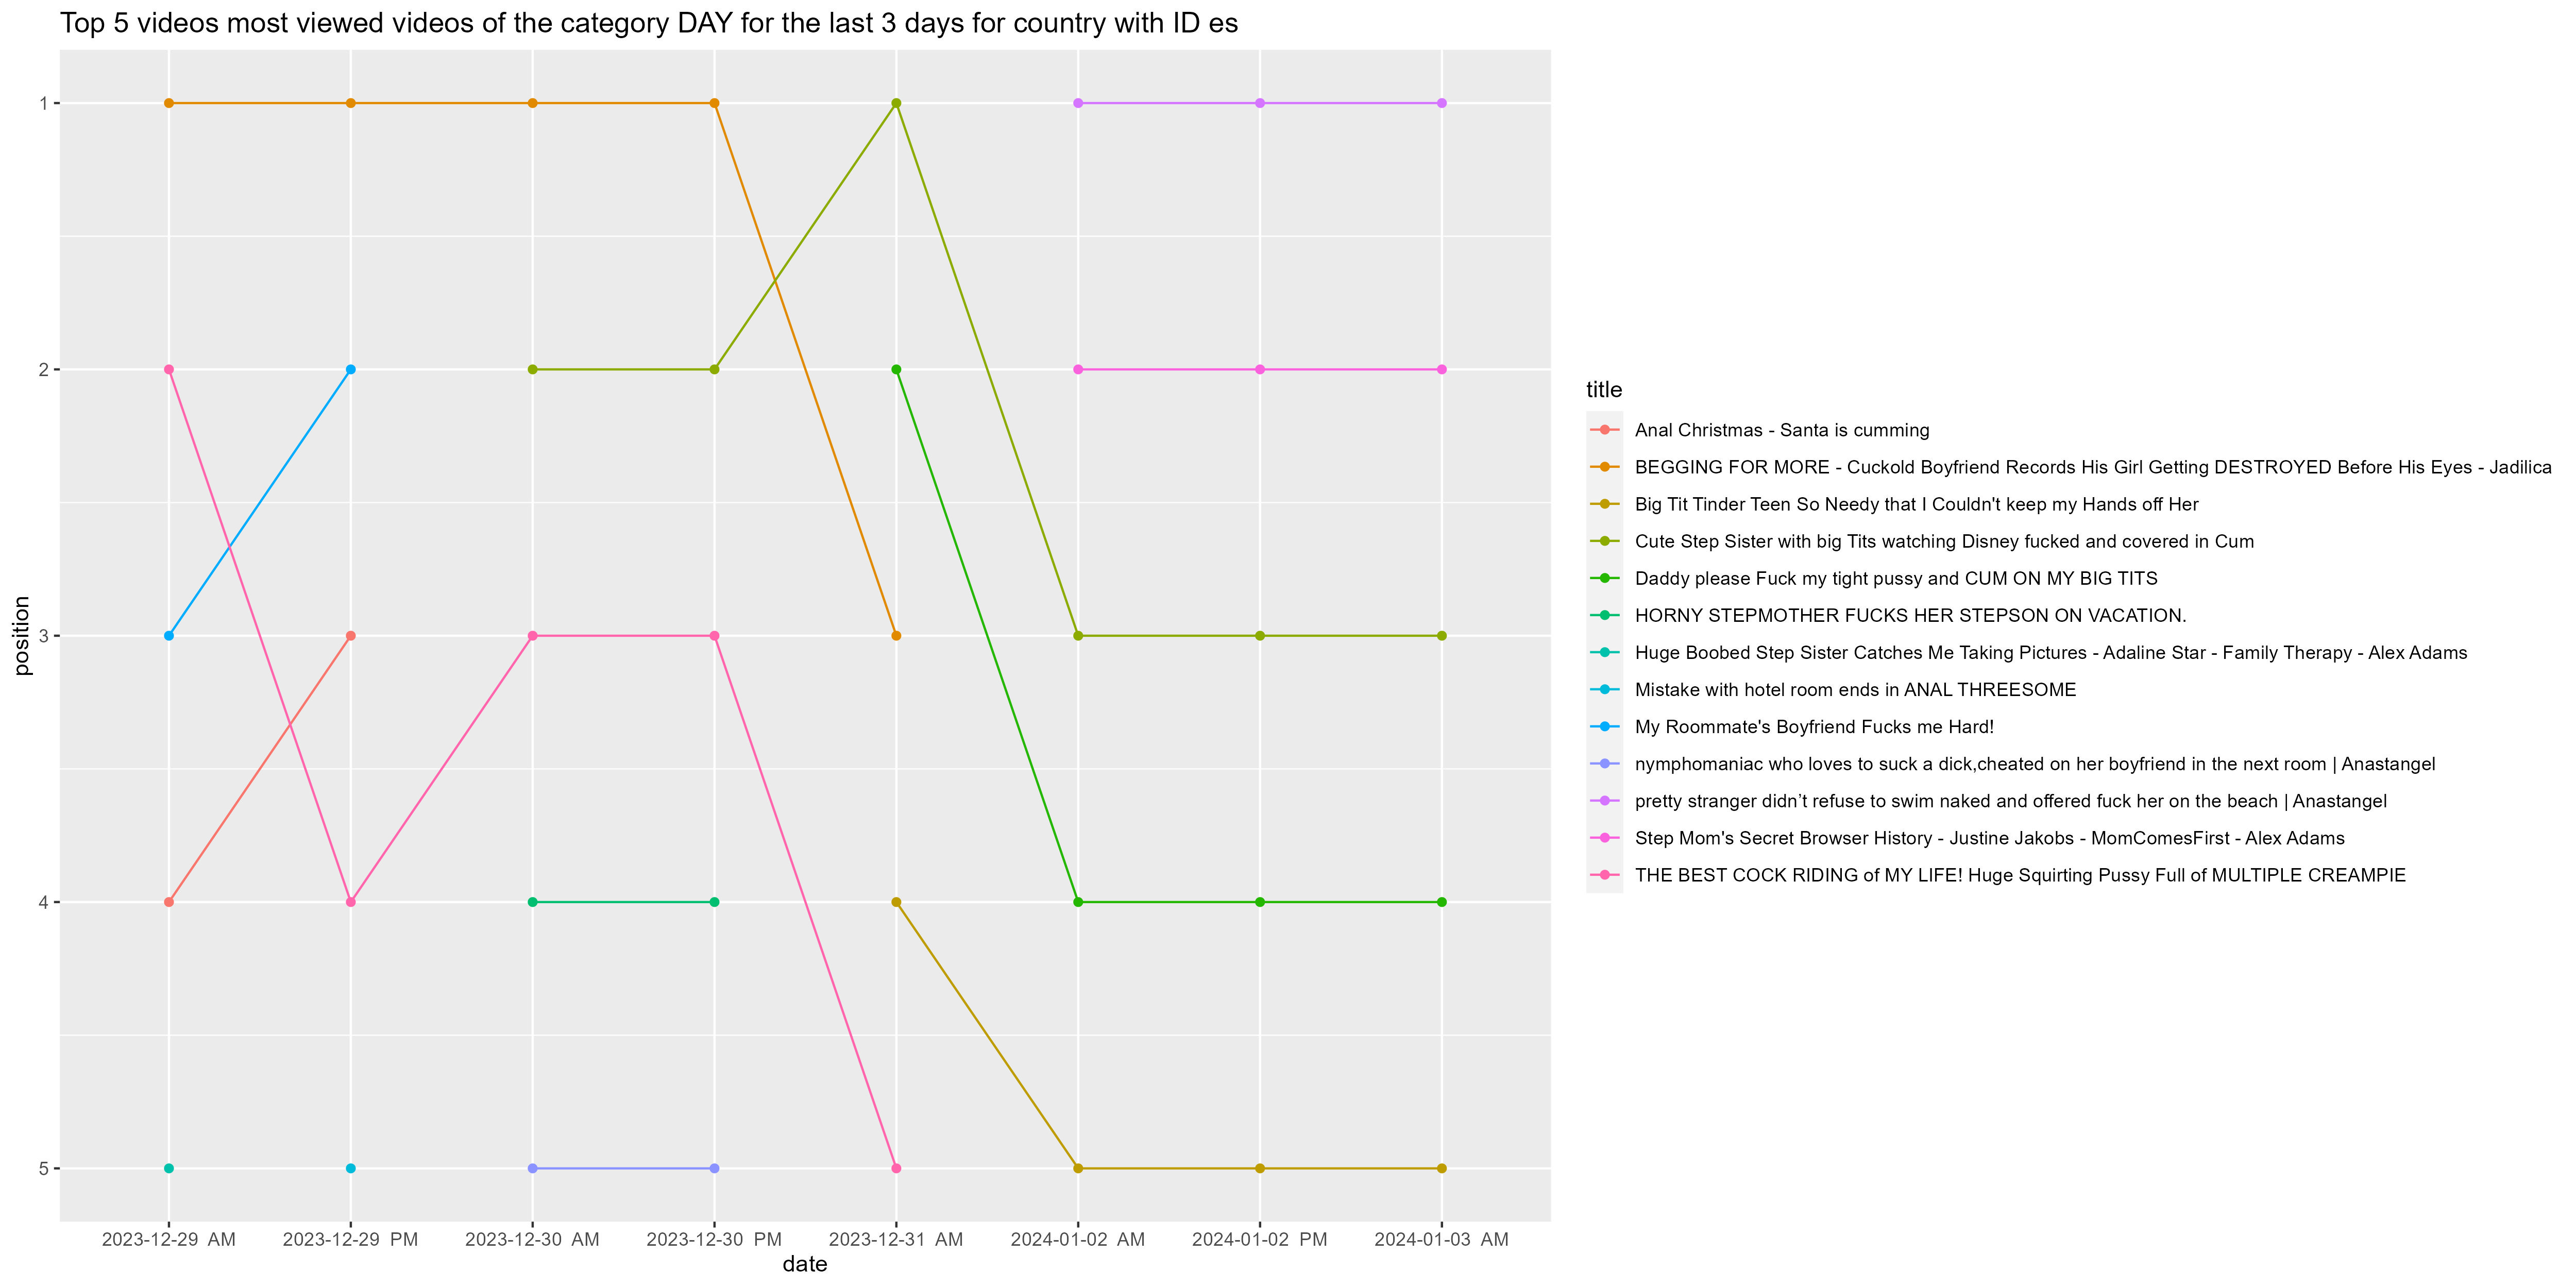 Top 5 videos most viewed videos of the category DAY for the last 3 days for country with ID es
1
2
3
4
5
position
2023-12-29 AM
2023-12-29 PM
2023-12-30 AM
2023-12-30 PM
2023-12-31 AM
2024-01-02 AM
2024-01-02 PM
2024-01-03 AM
date
title
Anal Christmas - Santa is cumming
BEGGING FOR MORE - Cuckold Boyfriend Records His Girl Getting DESTROYED Before His Eyes - Jadilica
Big Tit Tinder Teen So Needy that I Couldn't keep my Hands off Her
Cute Step Sister with big Tits watching Disney fucked and covered in Cum
Daddy please Fuck my tight pussy and CUM ON MY BIG TITS
HORNY STEPMOTHER FUCKS HER STEPSON ON VACATION.
Huge Boobed Step Sister Catches Me Taking Pictures - Adaline Star - Family Therapy - Alex Adams
Mistake with hotel room ends in ANAL THREESOME
My Roommate's Boyfriend Fucks me Hard!
nymphomaniac who loves to suck a dick,cheated on her boyfriend in the next room | Anastangel
pretty stranger didn’t refuse to swim naked and offered fuck her on the beach | Anastangel
Step Mom's Secret Browser History - Justine Jakobs - MomComesFirst - Alex Adams
THE BEST COCK RIDING of MY LIFE! Huge Squirting Pussy Full of MULTIPLE CREAMPIE